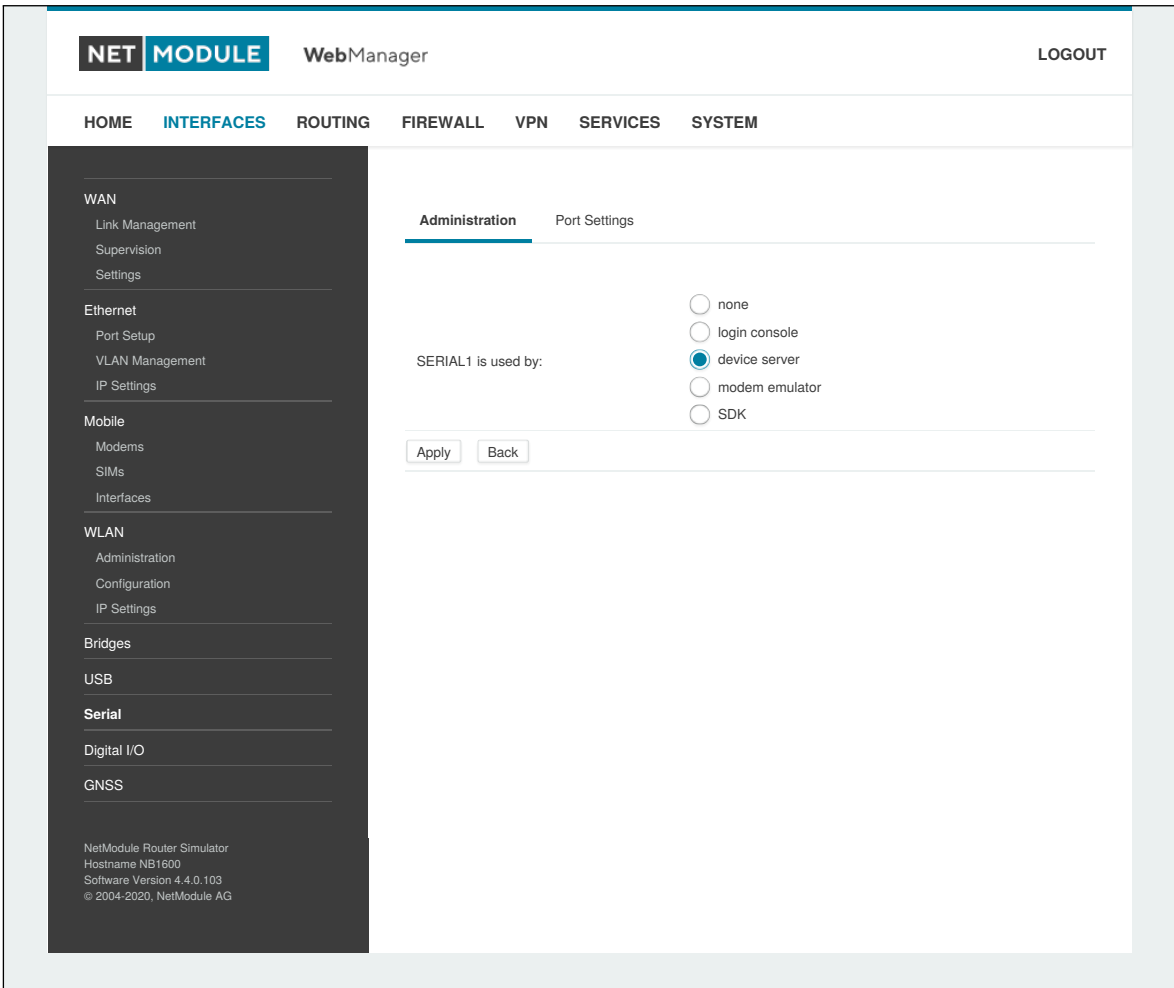 NET MODULE WebManager LOGOUT
HOME INTERFACES ROUTING FIREWALL VPN SERVICES SYSTEM
WAN
Link Management
Supervision
Settings
Ethernet
Port Setup
VLAN Management
IP Settings
Mobile
Modems
SIMs
Interfaces
WLAN
Administration
Configuration
IP Settings
Bridges
USB
Serial
Digital I/O
GNSS
NetModule Router Simulator
Hostname NB1600
Software Version 4.4.0.103
© 2004-2020, NetModule AG
Administration Port Settings
SERIAL1 is used by:
none
login console
device server
modem emulator
SDK
Apply Back